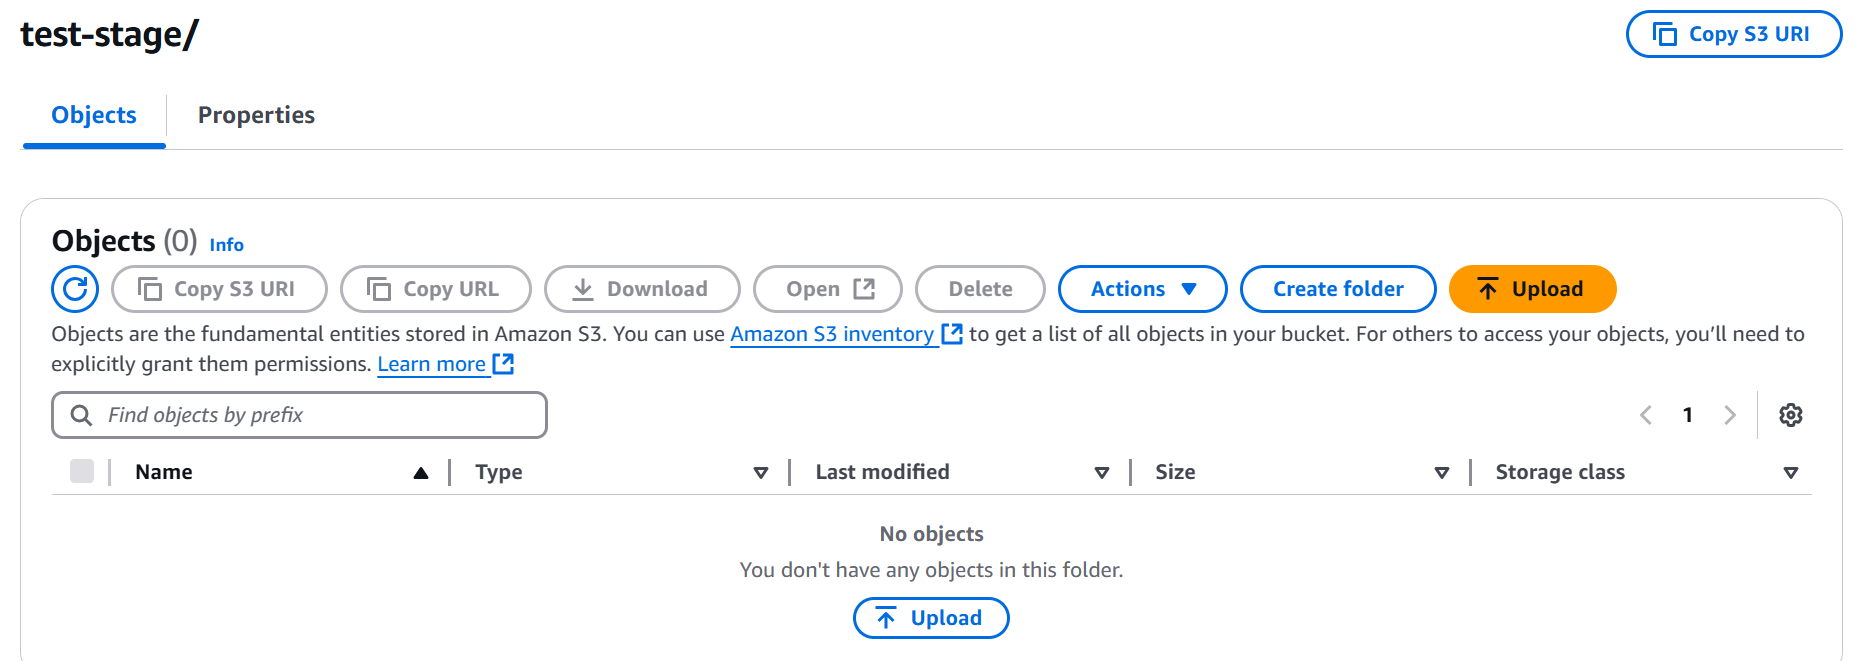 test-stage/
Copy S3 URI
Objects
Properties
Objects (0) Info
Copy S3 URI
Copy URL
Download
Open
Delete
Actions
Create folder
Upload
Objects are the fundamental entities stored in Amazon S3. You can use Amazon S3 inventory to get a list of all objects in your bucket. For others to access your objects, you’ll need to
explicitly grant them permissions. Learn more
Find objects by prefix
1
Name
Type
Last modified
Size
Storage class
No objects
You don't have any objects in this folder.
Upload